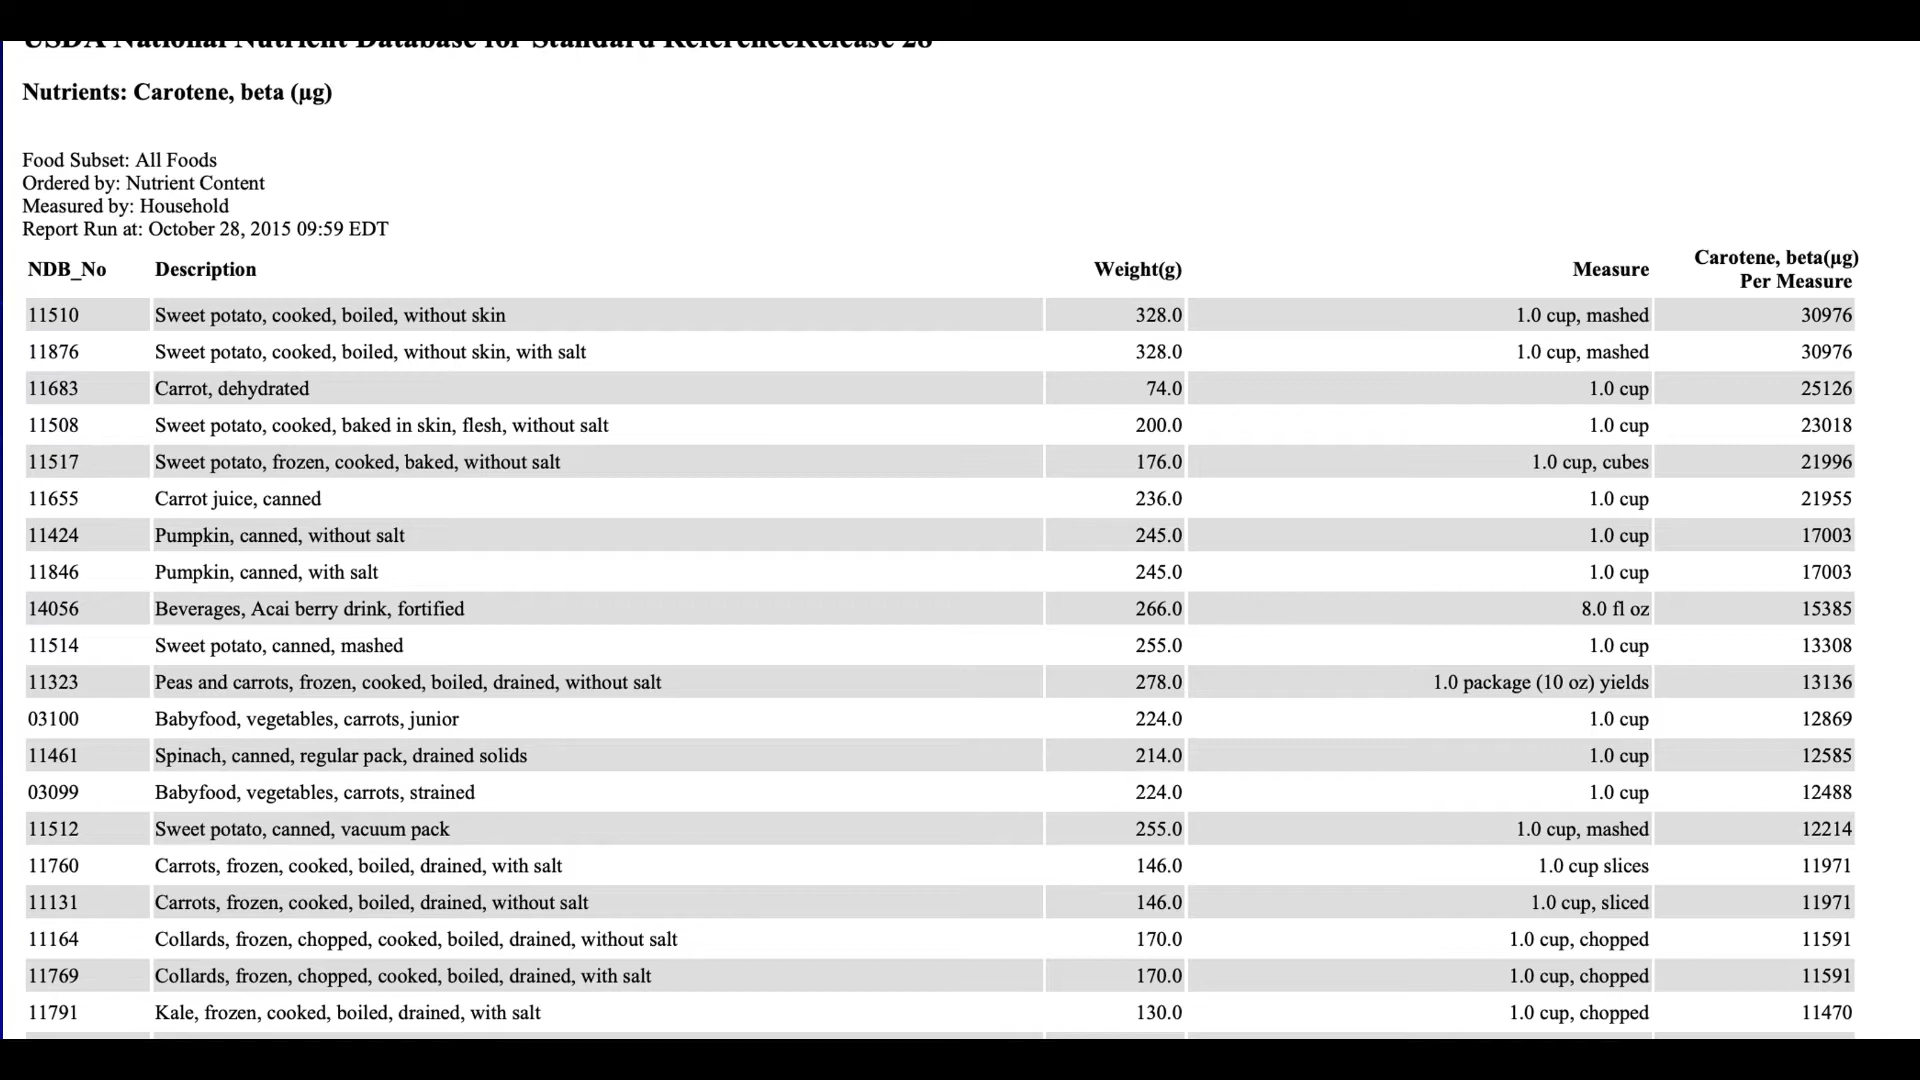 USDA National Nutrient Database for Standard ReferenceRelease 28
Nutrients: Carotene, beta (µg)
Food Subset: All Foods
Ordered by: Nutrient Content
Measured by: Household
Report Run at: October 28, 2015 09:59 EDT
NDB_No Description Weight(g) Measure Carotene, beta(µg) Per Measure
11510 Sweet potato, cooked, boiled, without skin 328.0 1.0 cup, mashed 30976
11876 Sweet potato, cooked, boiled, without skin, with salt 328.0 1.0 cup, mashed 30976
11683 Carrot, dehydrated 74.0 1.0 cup 25126
11508 Sweet potato, cooked, baked in skin, flesh, without salt 200.0 1.0 cup 23018
11517 Sweet potato, frozen, cooked, baked, without salt 176.0 1.0 cup, cubes 21996
11655 Carrot juice, canned 236.0 1.0 cup 21955
11424 Pumpkin, canned, without salt 245.0 1.0 cup 17003
11846 Pumpkin, canned, with salt 245.0 1.0 cup 17003
14056 Beverages, Acai berry drink, fortified 266.0 8.0 fl oz 15385
11514 Sweet potato, canned, mashed 255.0 1.0 cup 13308
11323 Peas and carrots, frozen, cooked, boiled, drained, without salt 278.0 1.0 package (10 oz) yields 13136
03100 Babyfood, vegetables, carrots, junior 224.0 1.0 cup 12869
11461 Spinach, canned, regular pack, drained solids 214.0 1.0 cup 12585
03099 Babyfood, vegetables, carrots, strained 224.0 1.0 cup 12488
11512 Sweet potato, canned, vacuum pack 255.0 1.0 cup, mashed 12214
11760 Carrots, frozen, cooked, boiled, drained, with salt 146.0 1.0 cup slices 11971
11131 Carrots, frozen, cooked, boiled, drained, without salt 146.0 1.0 cup, sliced 11971
11164 Collards, frozen, chopped, cooked, boiled, drained, without salt 170.0 1.0 cup, chopped 11591
11769 Collards, frozen, chopped, cooked, boiled, drained, with salt 170.0 1.0 cup, chopped 11591
11791 Kale, frozen, cooked, boiled, drained, with salt 130.0 1.0 cup, chopped 11470